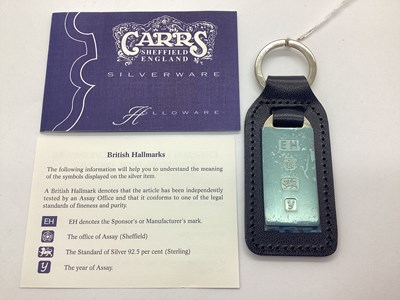 CARRS
SHEFFIELD
ENGLAND
SILVERWARE
HOLLOWARE
British Hallmarks
The following information will help you to understand the meaning
of the symbols displayed on the silver item.
A British Hallmark denotes that the article has been independently
tested by an Assay Office and that it conforms to one of the legal
standards of fineness and purity.
EH EH denotes the Sponsor's or Manufacturer's mark.
The office of Assay (Sheffield)
The Standard of Silver 92.5 per cent (Sterling)
y The year of Assay.
EH
y